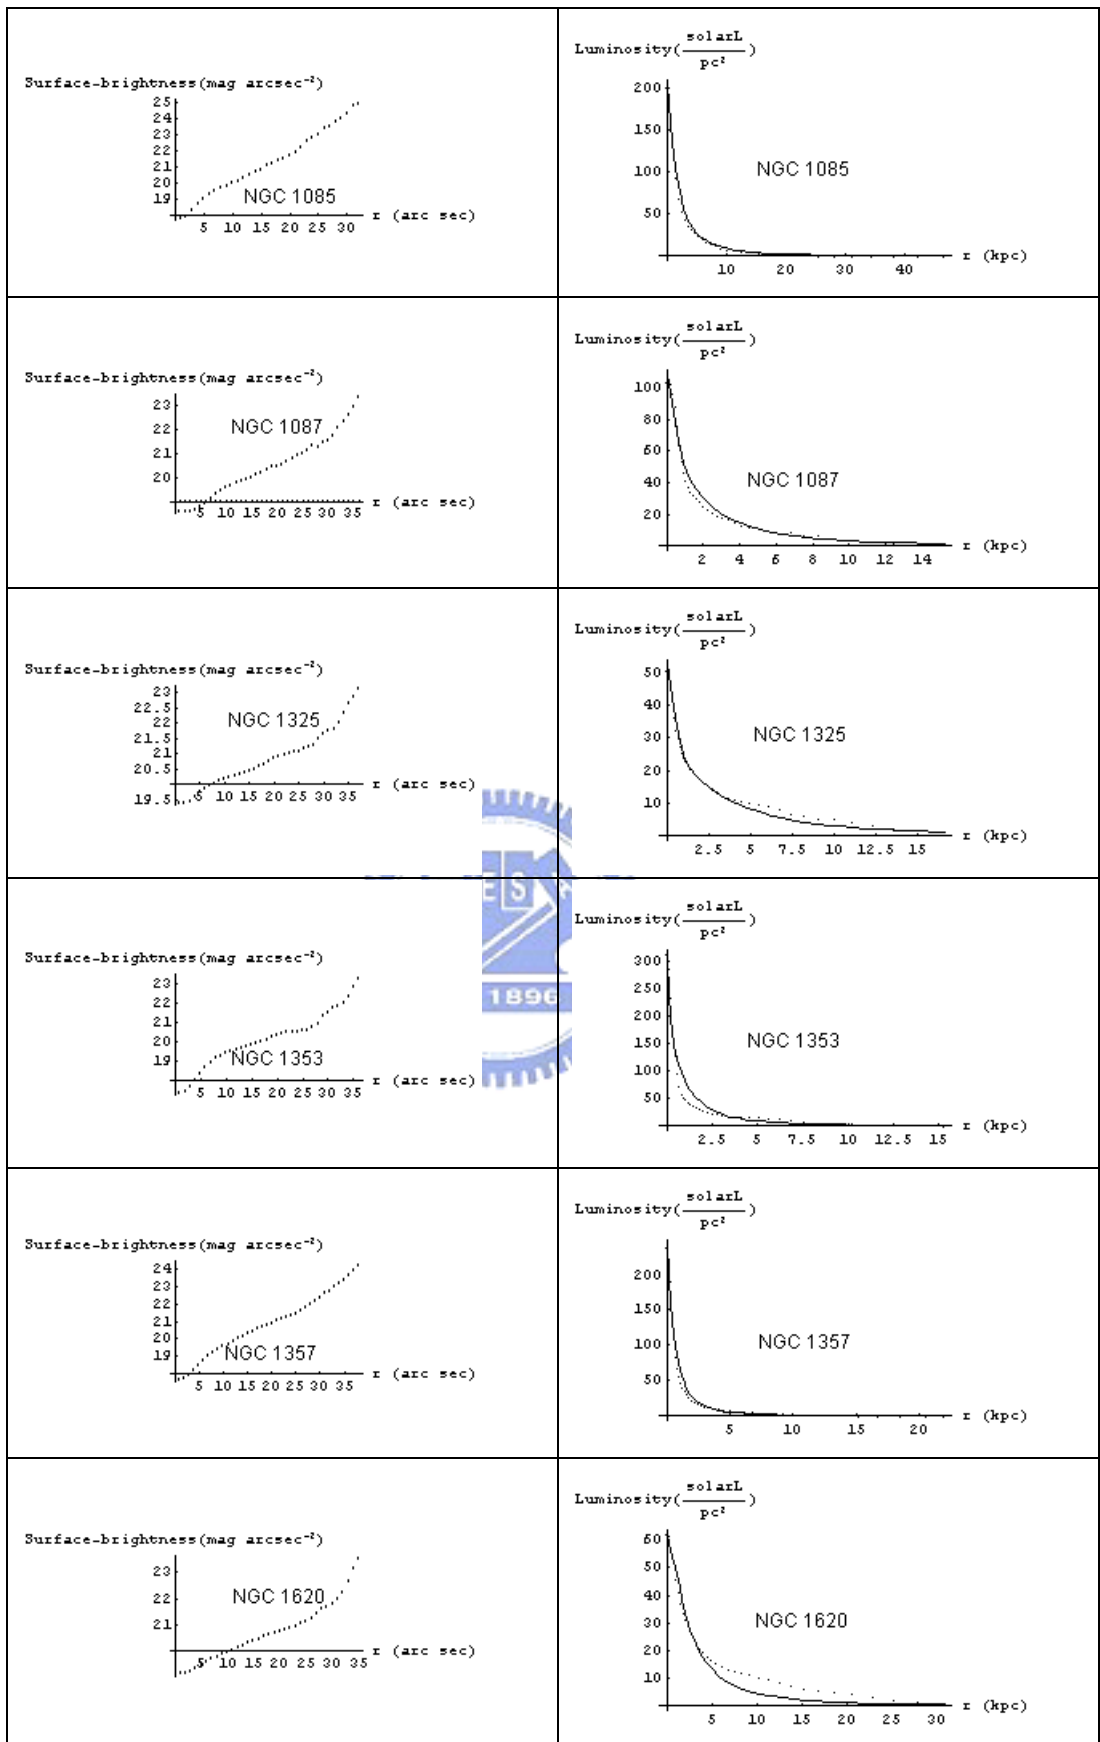 Surface-brightness(mag arcsec⁻²)
25
24
23
22
21
20
19
NGC 1085
5 10 15 20 25 30
r (arc sec)
Luminosity(solarL/pc²)
200
150
100
50
NGC 1085
10 20 30 40
r (kpc)
Surface-brightness(mag arcsec⁻²)
23
22
21
20
NGC 1087
5 10 15 20 25 30 35
r (arc sec)
Luminosity(solarL/pc²)
100
80
60
40
20
NGC 1087
2 4 6 8 10 12 14
r (kpc)
Surface-brightness(mag arcsec⁻²)
23
22.5
22
21.5
21
20.5
19.5
NGC 1325
5 10 15 20 25 30 35
r (arc sec)
Luminosity(solarL/pc²)
50
40
30
20
10
NGC 1325
2.5 5 7.5 10 12.5 15
r (kpc)
ES
1896
Surface-brightness(mag arcsec⁻²)
23
22
21
20
19
NGC 1353
5 10 15 20 25 30 35
r (arc sec)
Luminosity(solarL/pc²)
300
250
200
150
100
50
NGC 1353
2.5 5 7.5 10 12.5 15
r (kpc)
Surface-brightness(mag arcsec⁻²)
24
23
22
21
20
19
NGC 1357
5 10 15 20 25 30 35
r (arc sec)
Luminosity(solarL/pc²)
200
150
100
50
NGC 1357
5 10 15 20
r (kpc)
Surface-brightness(mag arcsec⁻²)
23
22
21
NGC 1620
5 10 15 20 25 30 35
r (arc sec)
Luminosity(solarL/pc²)
60
50
40
30
20
10
NGC 1620
5 10 15 20 25 30
r (kpc)